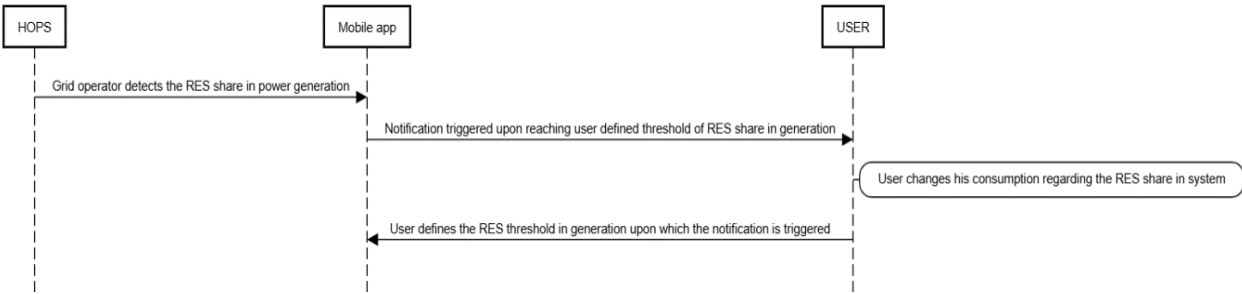 HOPS
Mobile app
USER
Grid operator detects the RES share in power generation
Notification triggered upon reaching user defined threshold of RES share in generation
User changes his consumption regarding the RES share in system
User defines the RES threshold in generation upon which the notification is triggered